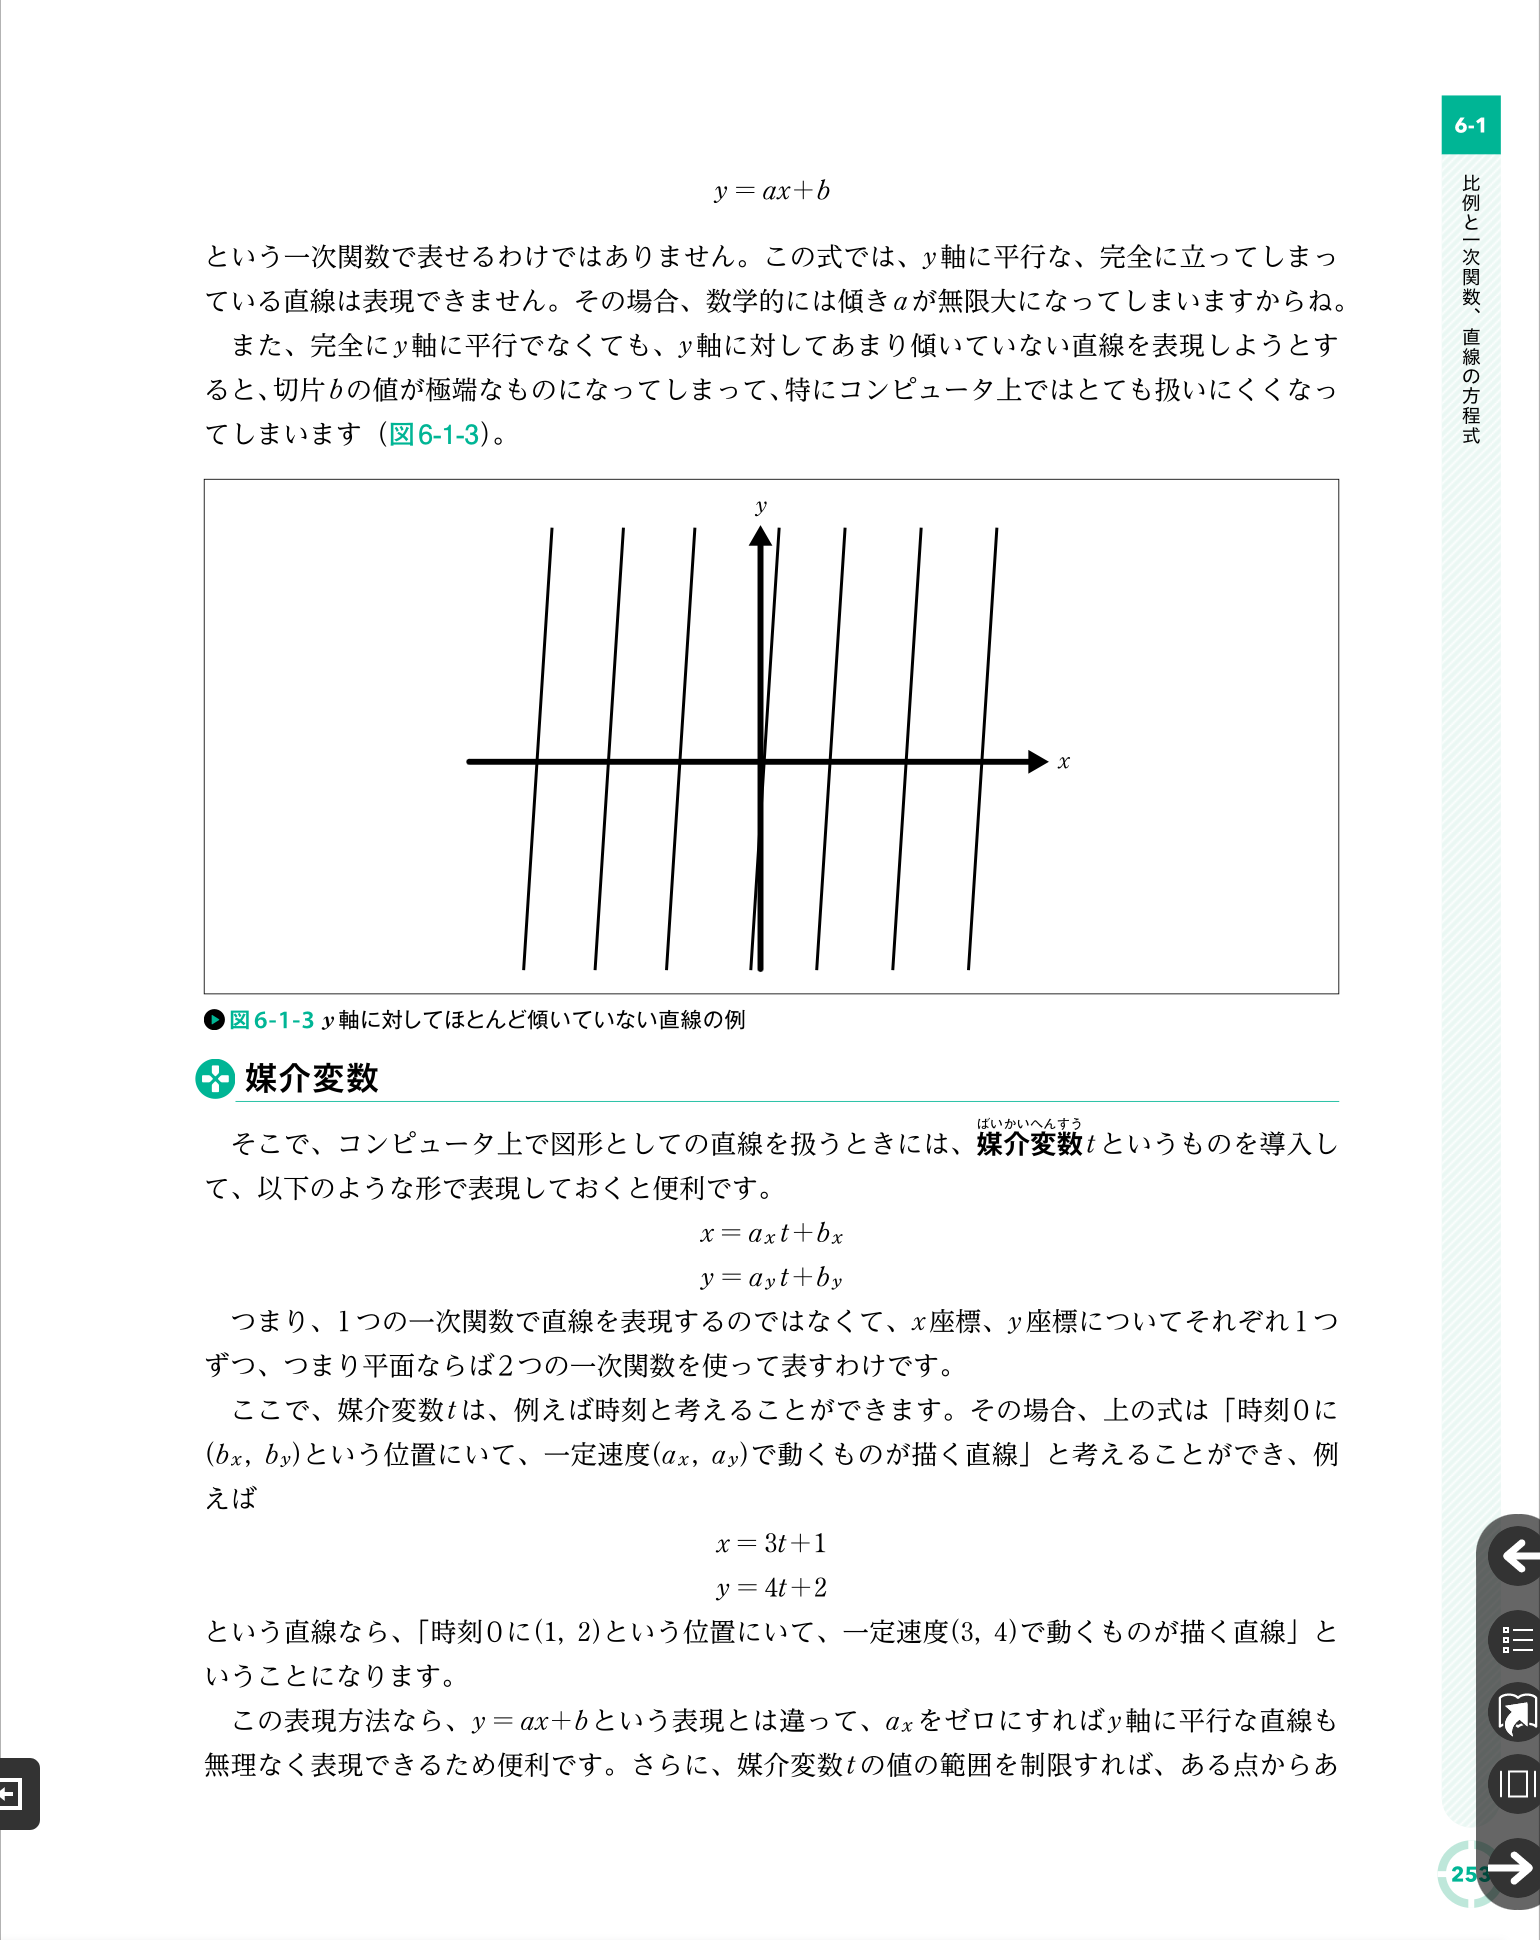 6-1
比例と一次関数、直線の方程式
y = ax+b
という一次関数で表せるわけではありません。この式では、y軸に平行な、完全に立ってしまっ
ている直線は表現できません。その場合、数学的には傾きaが無限大になってしまいますからね。
また、完全にy軸に平行でなくても、y軸に対してあまり傾いていない直線を表現しようとす
ると、切片bの値が極端なものになってしまって、特にコンピュータ上ではとても扱いにくくなっ
てしまいます（図6-1-3）。
y
x
図6-1-3 y軸に対してほとんど傾いていない直線の例
媒介変数
ばいかいへんすう
そこで、コンピュータ上で図形としての直線を扱うときには、媒介変数tというものを導入し
て、以下のような形で表現しておくと便利です。
x = aₓt+bₓ
y = a_y t+b_y
つまり、1つの一次関数で直線を表現するのではなくて、x座標、y座標についてそれぞれ1つ
ずつ、つまり平面ならば2つの一次関数を使って表すわけです。
ここで、媒介変数tは、例えば時刻と考えることができます。その場合、上の式は「時刻0に
(bₓ, b_y)という位置にいて、一定速度(aₓ, a_y)で動くものが描く直線」と考えることができ、例
えば
x = 3t+1
y = 4t+2
という直線なら、「時刻0に(1, 2)という位置にいて、一定速度(3, 4)で動くものが描く直線」と
いうことになります。
この表現方法なら、y = ax+bという表現とは違って、aₓをゼロにすればy軸に平行な直線も
無理なく表現できるため便利です。さらに、媒介変数tの値の範囲を制限すれば、ある点からあ
253